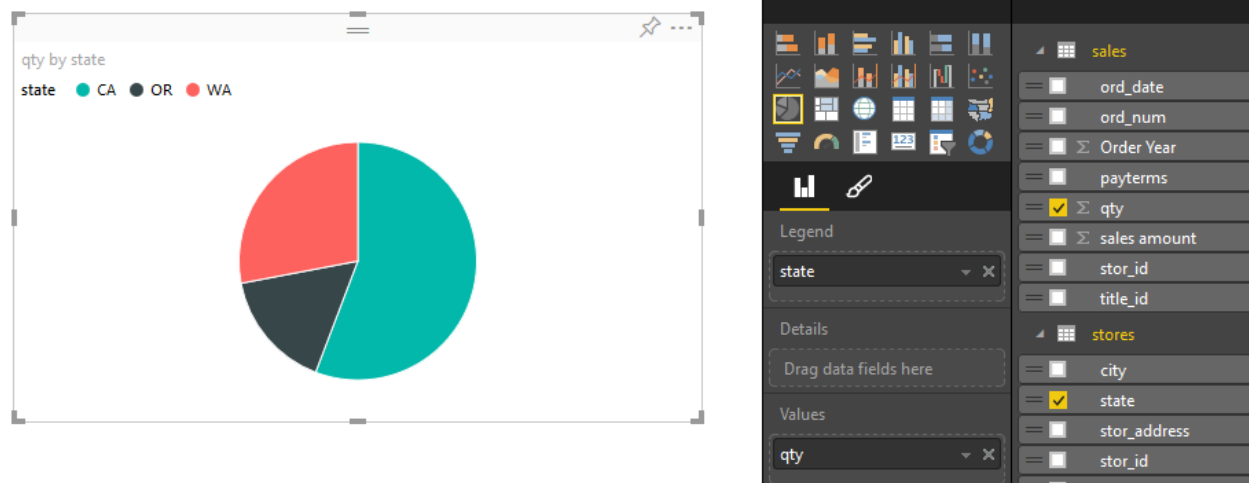 qty by state
state CA OR WA
123
Legend
state
Details
Drag data fields here
Values
qty
sales
ord_date
ord_num
Σ Order Year
payterms
Σ qty
Σ sales amount
stor_id
title_id
stores
city
state
stor_address
stor_id